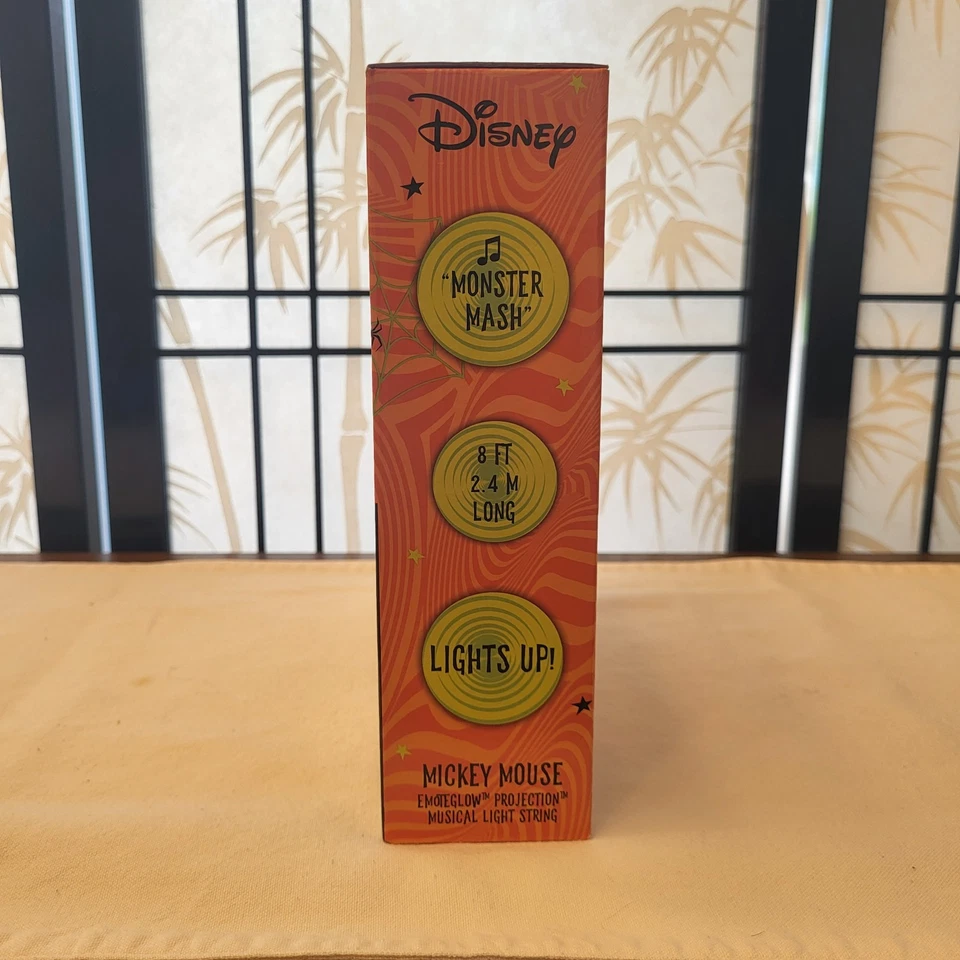 Disney
"MONSTER
MASH"
8 FT
2.4 M
LONG
LIGHTS UP!
MICKEY MOUSE
EMOTEGLOW™ PROJECTION™
MUSICAL LIGHT STRING